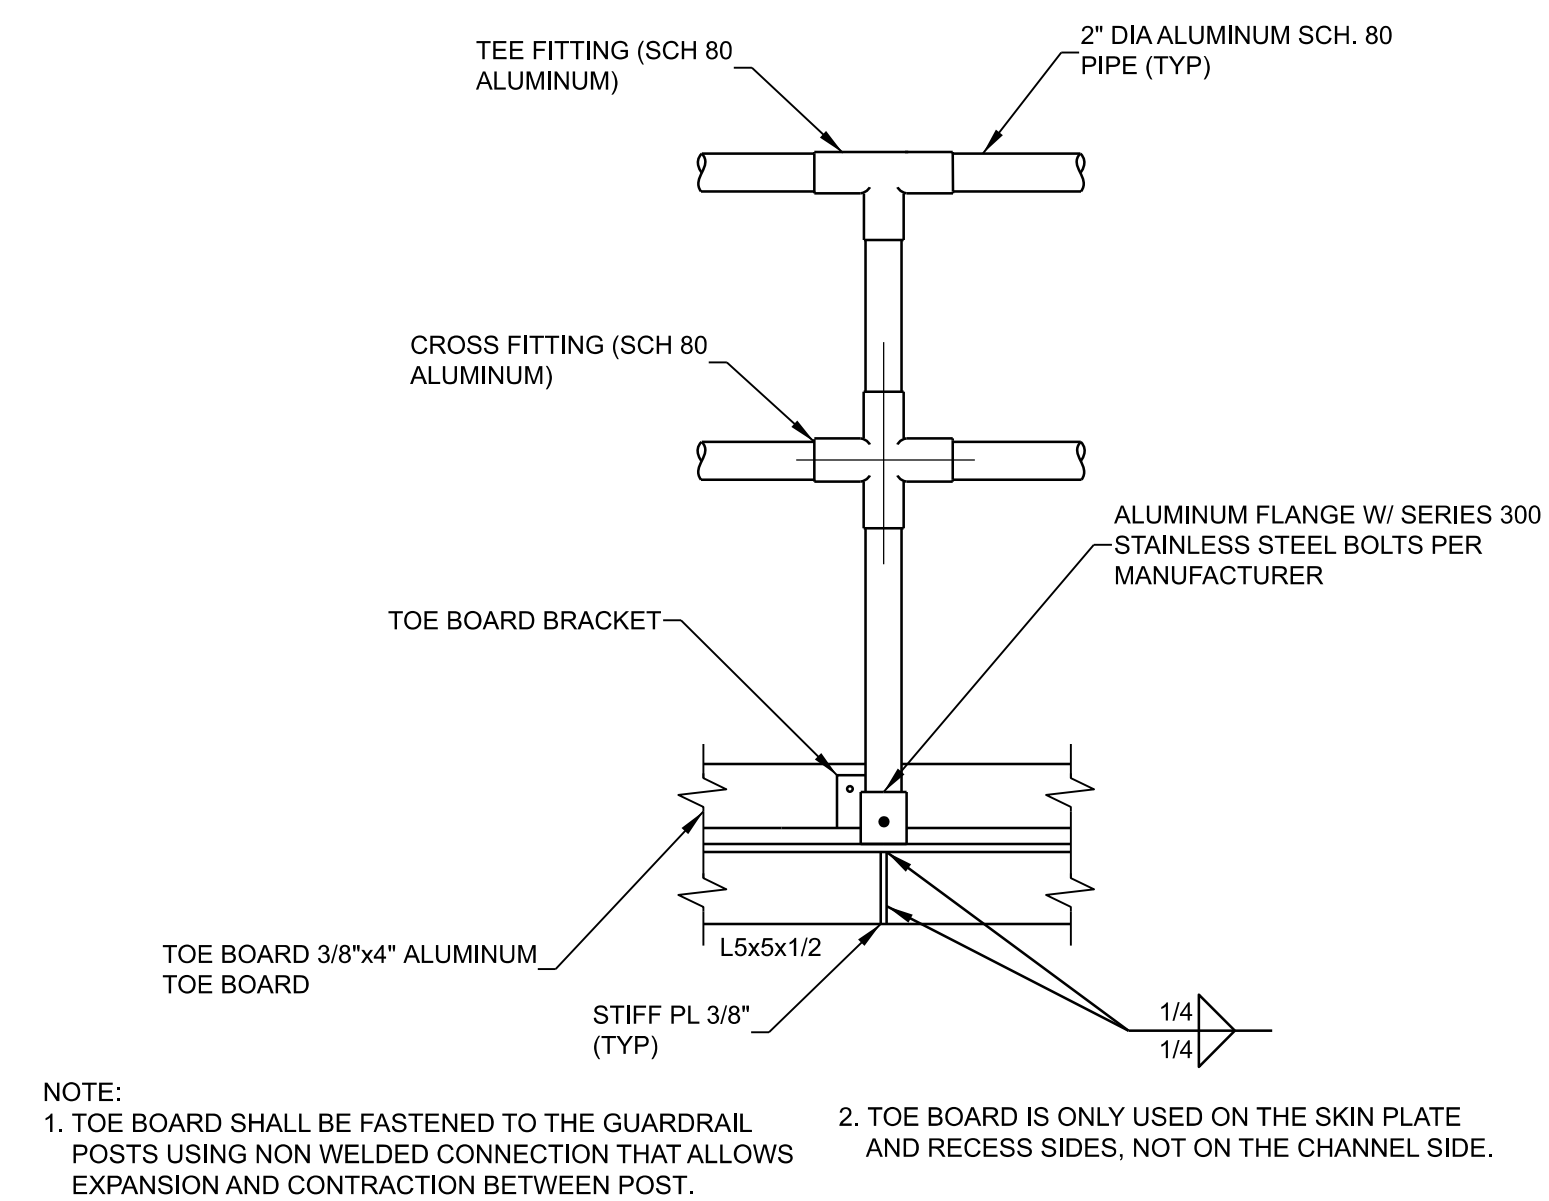 TEE FITTING (SCH 80
ALUMINUM)
2" DIA ALUMINUM SCH. 80
PIPE (TYP)
CROSS FITTING (SCH 80
ALUMINUM)
ALUMINUM FLANGE W/ SERIES 300
STAINLESS STEEL BOLTS PER
MANUFACTURER
TOE BOARD BRACKET
TOE BOARD 3/8"x4" ALUMINUM
TOE BOARD
L5x5x1/2
STIFF PL 3/8"
(TYP)
1/4
1/4
NOTE:
1. TOE BOARD SHALL BE FASTENED TO THE GUARDRAIL
POSTS USING NON WELDED CONNECTION THAT ALLOWS
EXPANSION AND CONTRACTION BETWEEN POST.
2. TOE BOARD IS ONLY USED ON THE SKIN PLATE
AND RECESS SIDES, NOT ON THE CHANNEL SIDE.